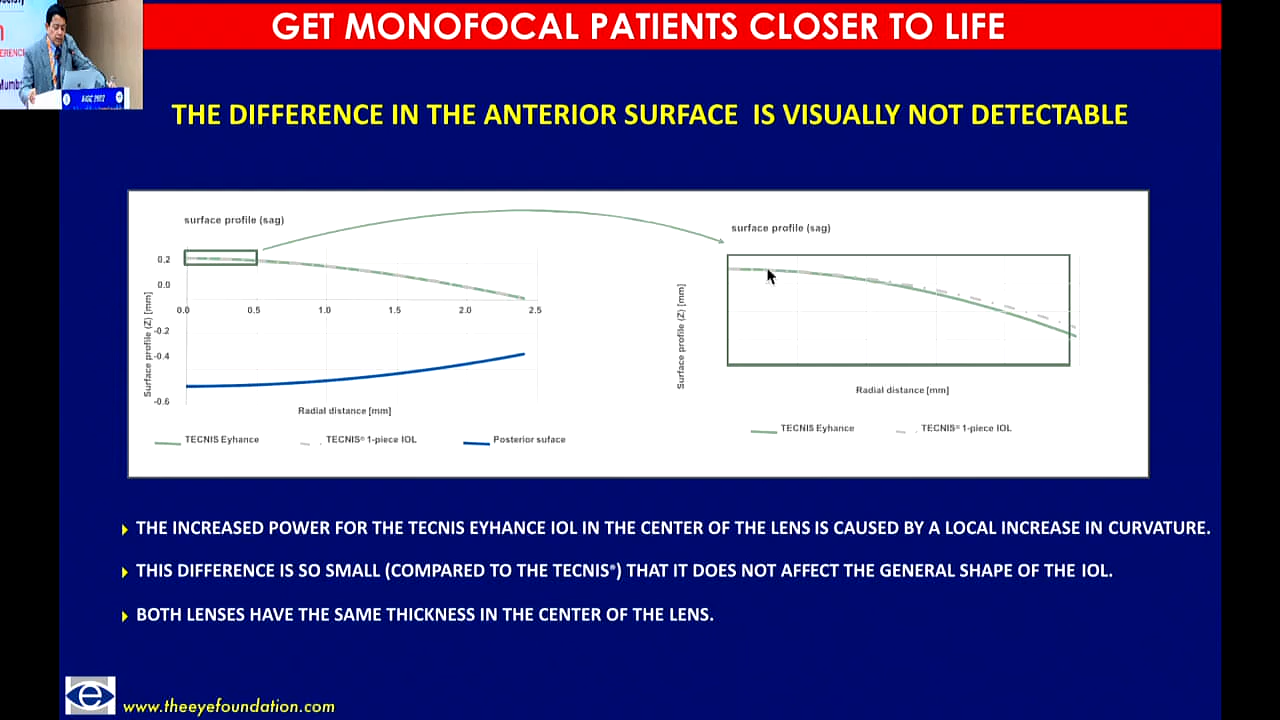 GET MONOFOCAL PATIENTS CLOSER TO LIFE
THE DIFFERENCE IN THE ANTERIOR SURFACE IS VISUALLY NOT DETECTABLE
surface profile (sag)
0.2
0.0
-0.2
-0.4
-0.6
Surface profile (Z) [mm]
0.0 0.5 1.0 1.5 2.0 2.5
Radial distance [mm]
TECNIS Eyhance TECNIS® 1-piece IOL Posterior suface
surface profile (sag)
Surface profile (Z) [mm]
Radial distance [mm]
TECNIS Eyhance TECNIS® 1-piece IOL
THE INCREASED POWER FOR THE TECNIS EYHANCE IOL IN THE CENTER OF THE LENS IS CAUSED BY A LOCAL INCREASE IN CURVATURE.
THIS DIFFERENCE IS SO SMALL (COMPARED TO THE TECNIS®) THAT IT DOES NOT AFFECT THE GENERAL SHAPE OF THE IOL.
BOTH LENSES HAVE THE SAME THICKNESS IN THE CENTER OF THE LENS.
e
www.theeyefoundation.com